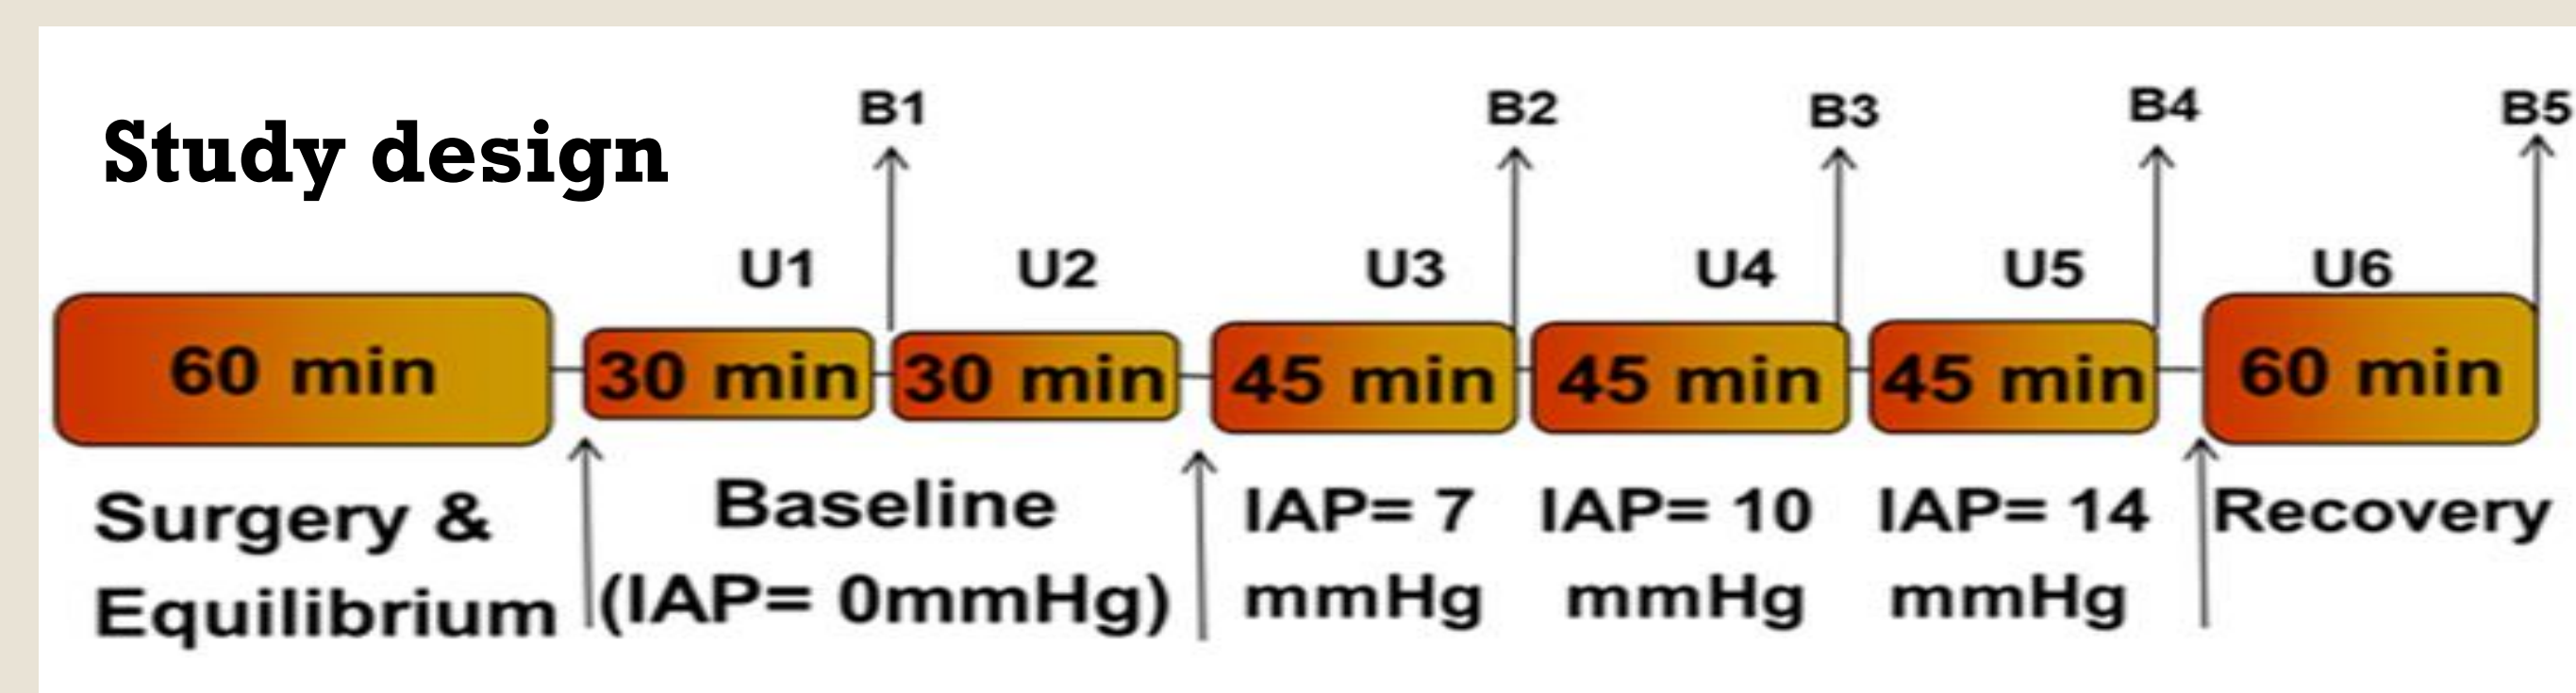 Study design
B1 B2 B3 B4 B5
U1 U2 U3 U4 U5 U6
60 min 30 min 30 min 45 min 45 min 45 min 60 min
Surgery &
Equilibrium
Baseline
(IAP= 0mmHg)
IAP= 7
mmHg
IAP= 10
mmHg
IAP= 14
mmHg
Recovery